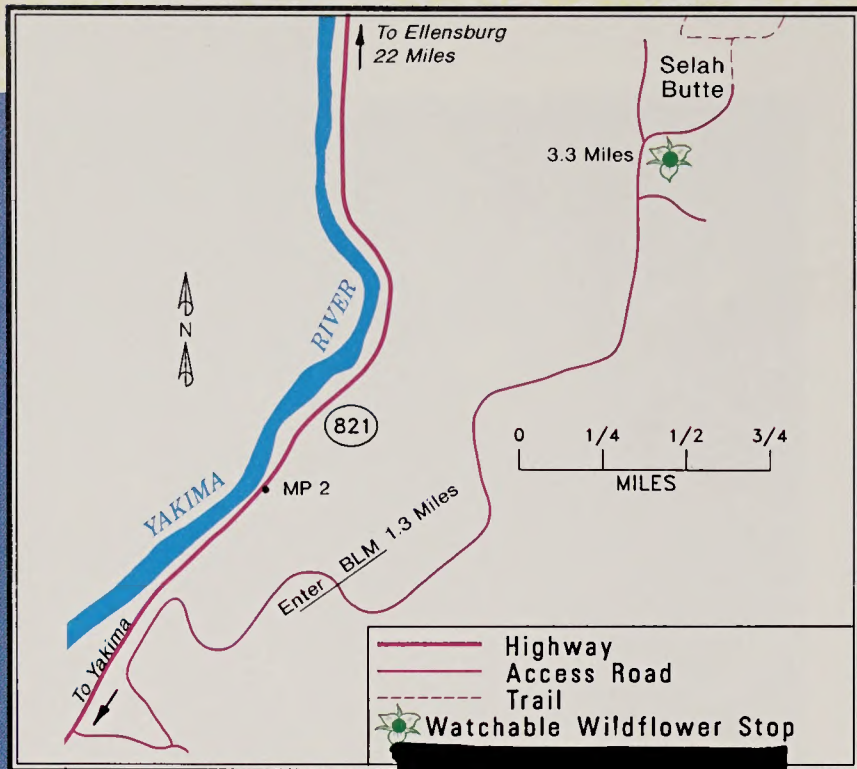 To Ellensburg
22 Miles
Selah
Butte
3.3 Miles
N
YAKIMA RIVER
821
0 1/4 1/2 3/4
MILES
MP 2
Enter BLM 1.3 Miles
To Yakima
Highway
Access Road
Trail
Watchable Wildflower Stop